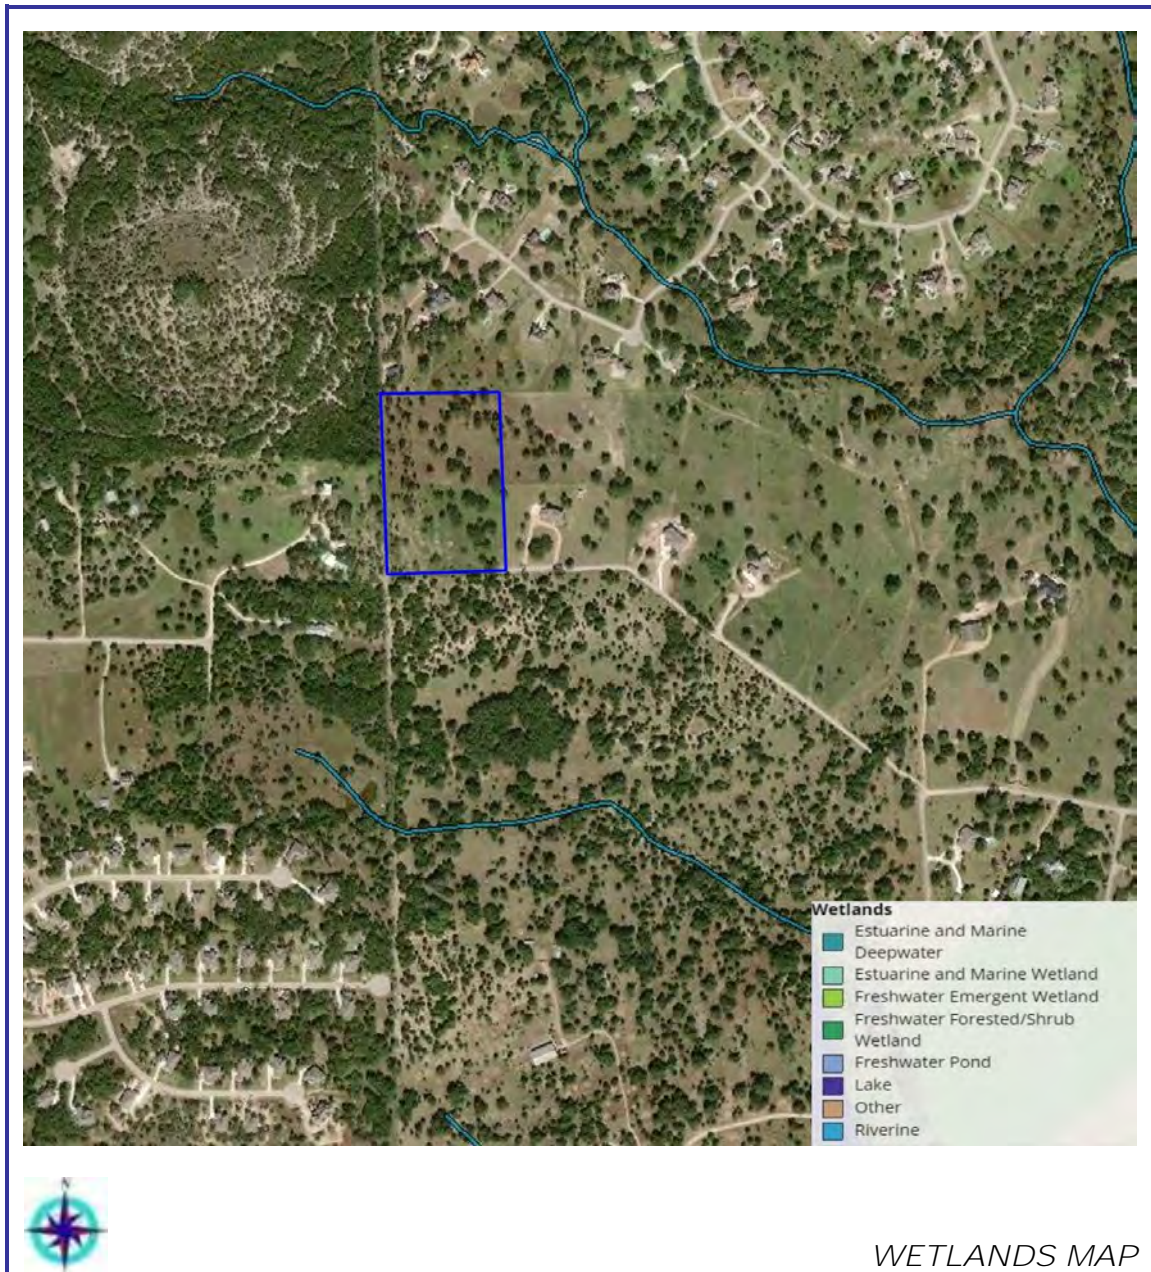 Wetlands
Estuarine and Marine
Deepwater
Estuarine and Marine Wetland
Freshwater Emergent Wetland
Freshwater Forested/Shrub
Wetland
Freshwater Pond
Lake
Other
Riverine
N
WETLANDS MAP